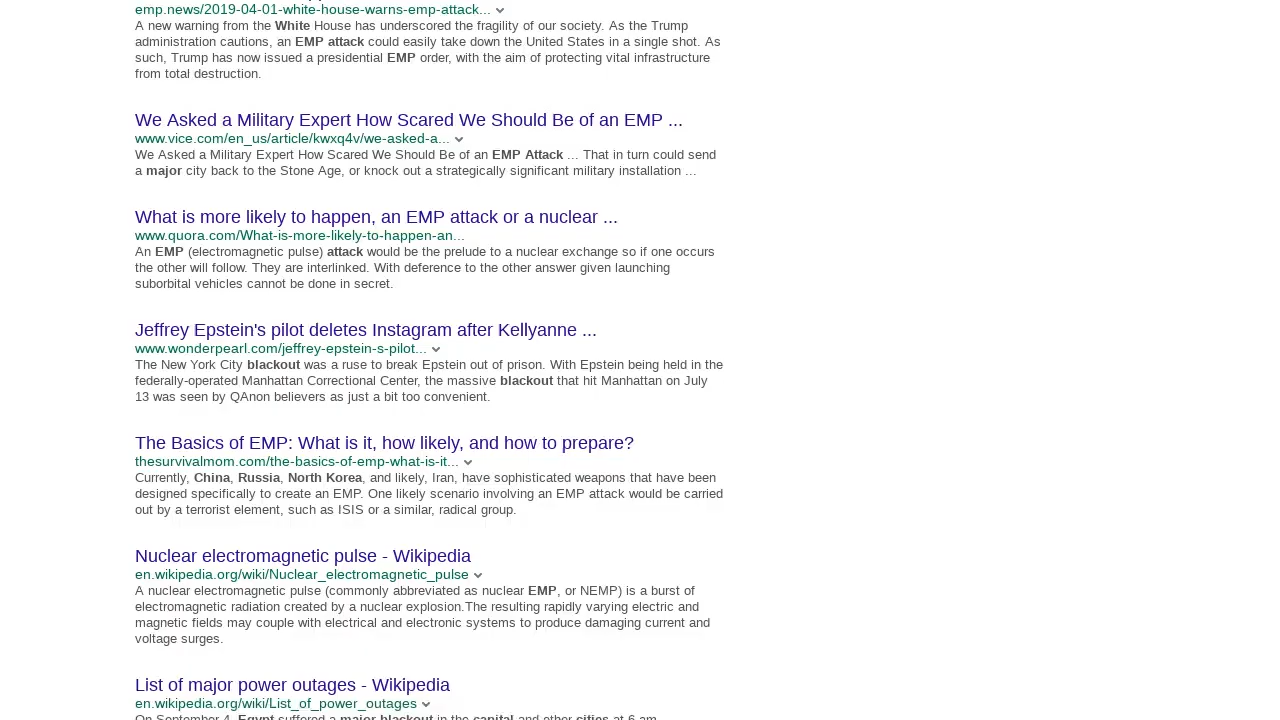 emp.news/2019-04-01-white-house-warns-emp-attack...
A new warning from the White House has underscored the fragility of our society. As the Trump
administration cautions, an EMP attack could easily take down the United States in a single shot. As
such, Trump has now issued a presidential EMP order, with the aim of protecting vital infrastructure
from total destruction.
We Asked a Military Expert How Scared We Should Be of an EMP ...
www.vice.com/en_us/article/kwxq4v/we-asked-a...
We Asked a Military Expert How Scared We Should Be of an EMP Attack ... That in turn could send
a major city back to the Stone Age, or knock out a strategically significant military installation ...
What is more likely to happen, an EMP attack or a nuclear ...
www.quora.com/What-is-more-likely-to-happen-an...
An EMP (electromagnetic pulse) attack would be the prelude to a nuclear exchange so if one occurs
the other will follow. They are interlinked. With deference to the other answer given launching
suborbital vehicles cannot be done in secret.
Jeffrey Epstein's pilot deletes Instagram after Kellyanne ...
www.wonderpearl.com/jeffrey-epstein-s-pilot...
The New York City blackout was a ruse to break Epstein out of prison. With Epstein being held in the
federally-operated Manhattan Correctional Center, the massive blackout that hit Manhattan on July
13 was seen by QAnon believers as just a bit too convenient.
The Basics of EMP: What is it, how likely, and how to prepare?
thesurvivalmom.com/the-basics-of-emp-what-is-it...
Currently, China, Russia, North Korea, and likely, Iran, have sophisticated weapons that have been
designed specifically to create an EMP. One likely scenario involving an EMP attack would be carried
out by a terrorist element, such as ISIS or a similar, radical group.
Nuclear electromagnetic pulse - Wikipedia
en.wikipedia.org/wiki/Nuclear_electromagnetic_pulse
A nuclear electromagnetic pulse (commonly abbreviated as nuclear EMP, or NEMP) is a burst of
electromagnetic radiation created by a nuclear explosion.The resulting rapidly varying electric and
magnetic fields may couple with electrical and electronic systems to produce damaging current and
voltage surges.
List of major power outages - Wikipedia
en.wikipedia.org/wiki/List_of_power_outages
On September 4, Egypt suffered a major blackout in the capital and other cities at 6 am